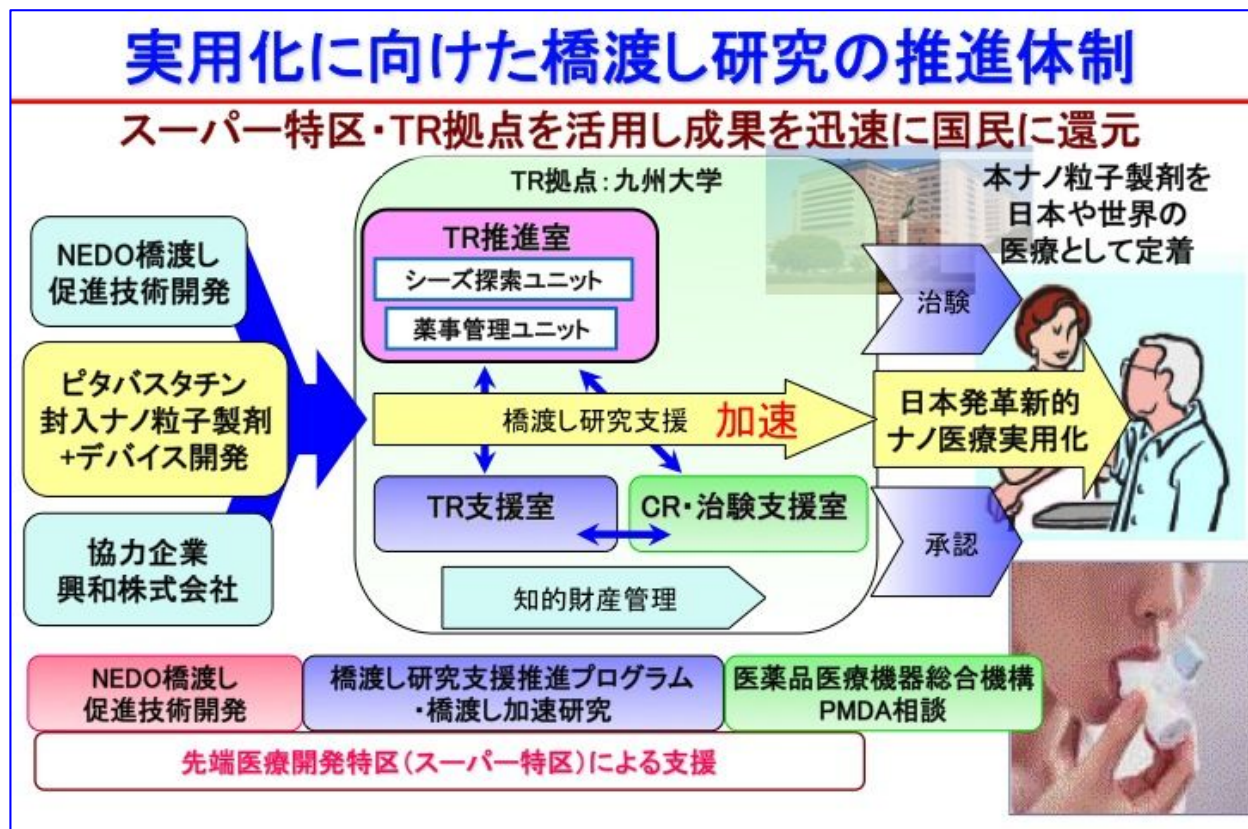 実用化に向けた橋渡し研究の推進体制
スーパー特区・TR拠点を活用し成果を迅速に国民に還元
NEDO橋渡し
促進技術開発
ピタバスタチン
封入ナノ粒子製剤
+デバイス開発
協力企業
興和株式会社
TR拠点：九州大学
TR推進室
シーズ探索ユニット
薬事管理ユニット
橋渡し研究支援 加速
TR支援室
CR・治験支援室
知的財産管理
本ナノ粒子製剤を
日本や世界の
医療として定着
治験
日本発革新的
ナノ医療実用化
承認
NEDO橋渡し
促進技術開発
橋渡し研究支援推進プログラム
・橋渡し加速研究
医薬品医療機器総合機構
PMDA相談
先端医療開発特区（スーパー特区）による支援